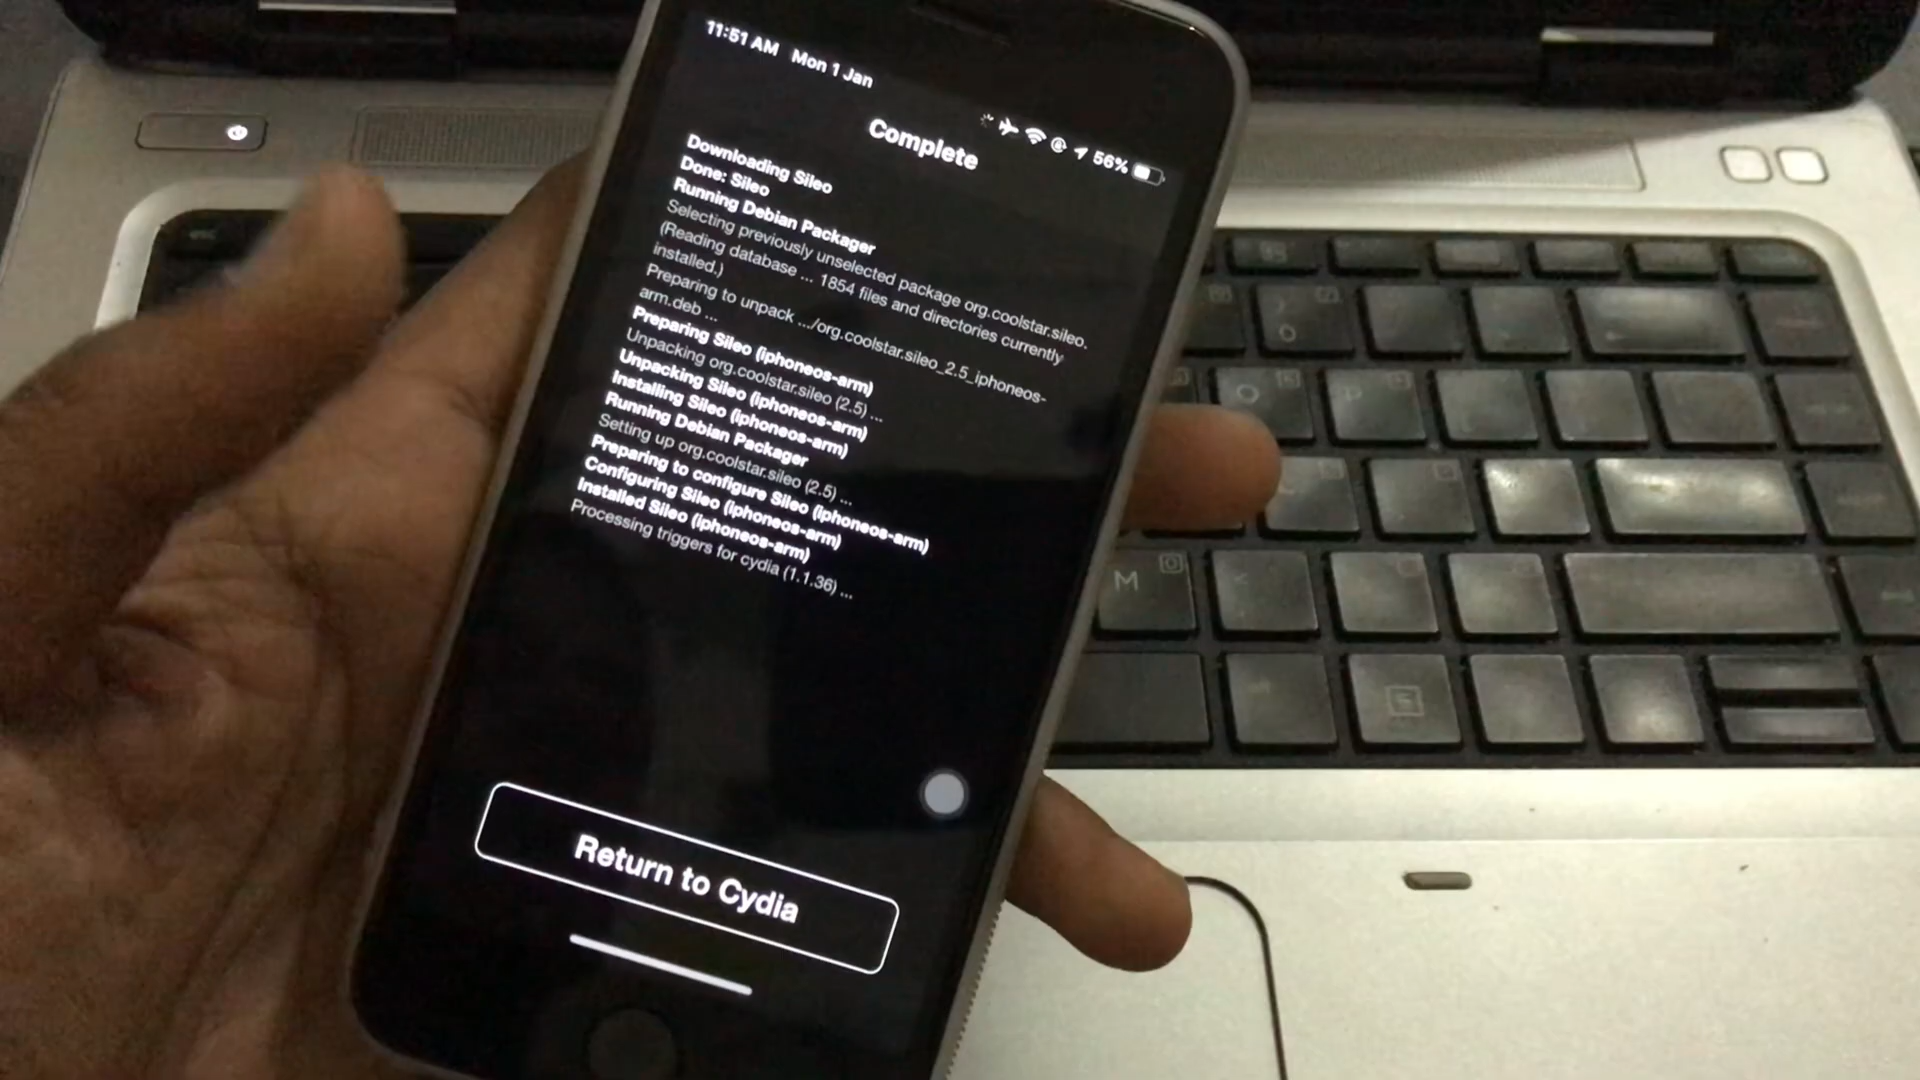 11:51 AM Mon 1 Jan
56%
Complete
Downloading Sileo
Done: Sileo
Running Debian Packager
Selecting previously unselected package org.coolstar.sileo.
(Reading database ... 1854 files and directories currently
installed.)
Preparing to unpack .../org.coolstar.sileo_2.5_iphoneos-
arm.deb ...
Preparing Sileo (iphoneos-arm)
Unpacking org.coolstar.sileo (2.5) ...
Unpacking Sileo (iphoneos-arm)
Installing Sileo (iphoneos-arm)
Running Debian Packager
Setting up org.coolstar.sileo (2.5) ...
Preparing to configure Sileo (iphoneos-arm)
Configuring Sileo (iphoneos-arm)
Installed Sileo (iphoneos-arm)
Processing triggers for cydia (1.1.36) ...
Return to Cydia
O
P
M